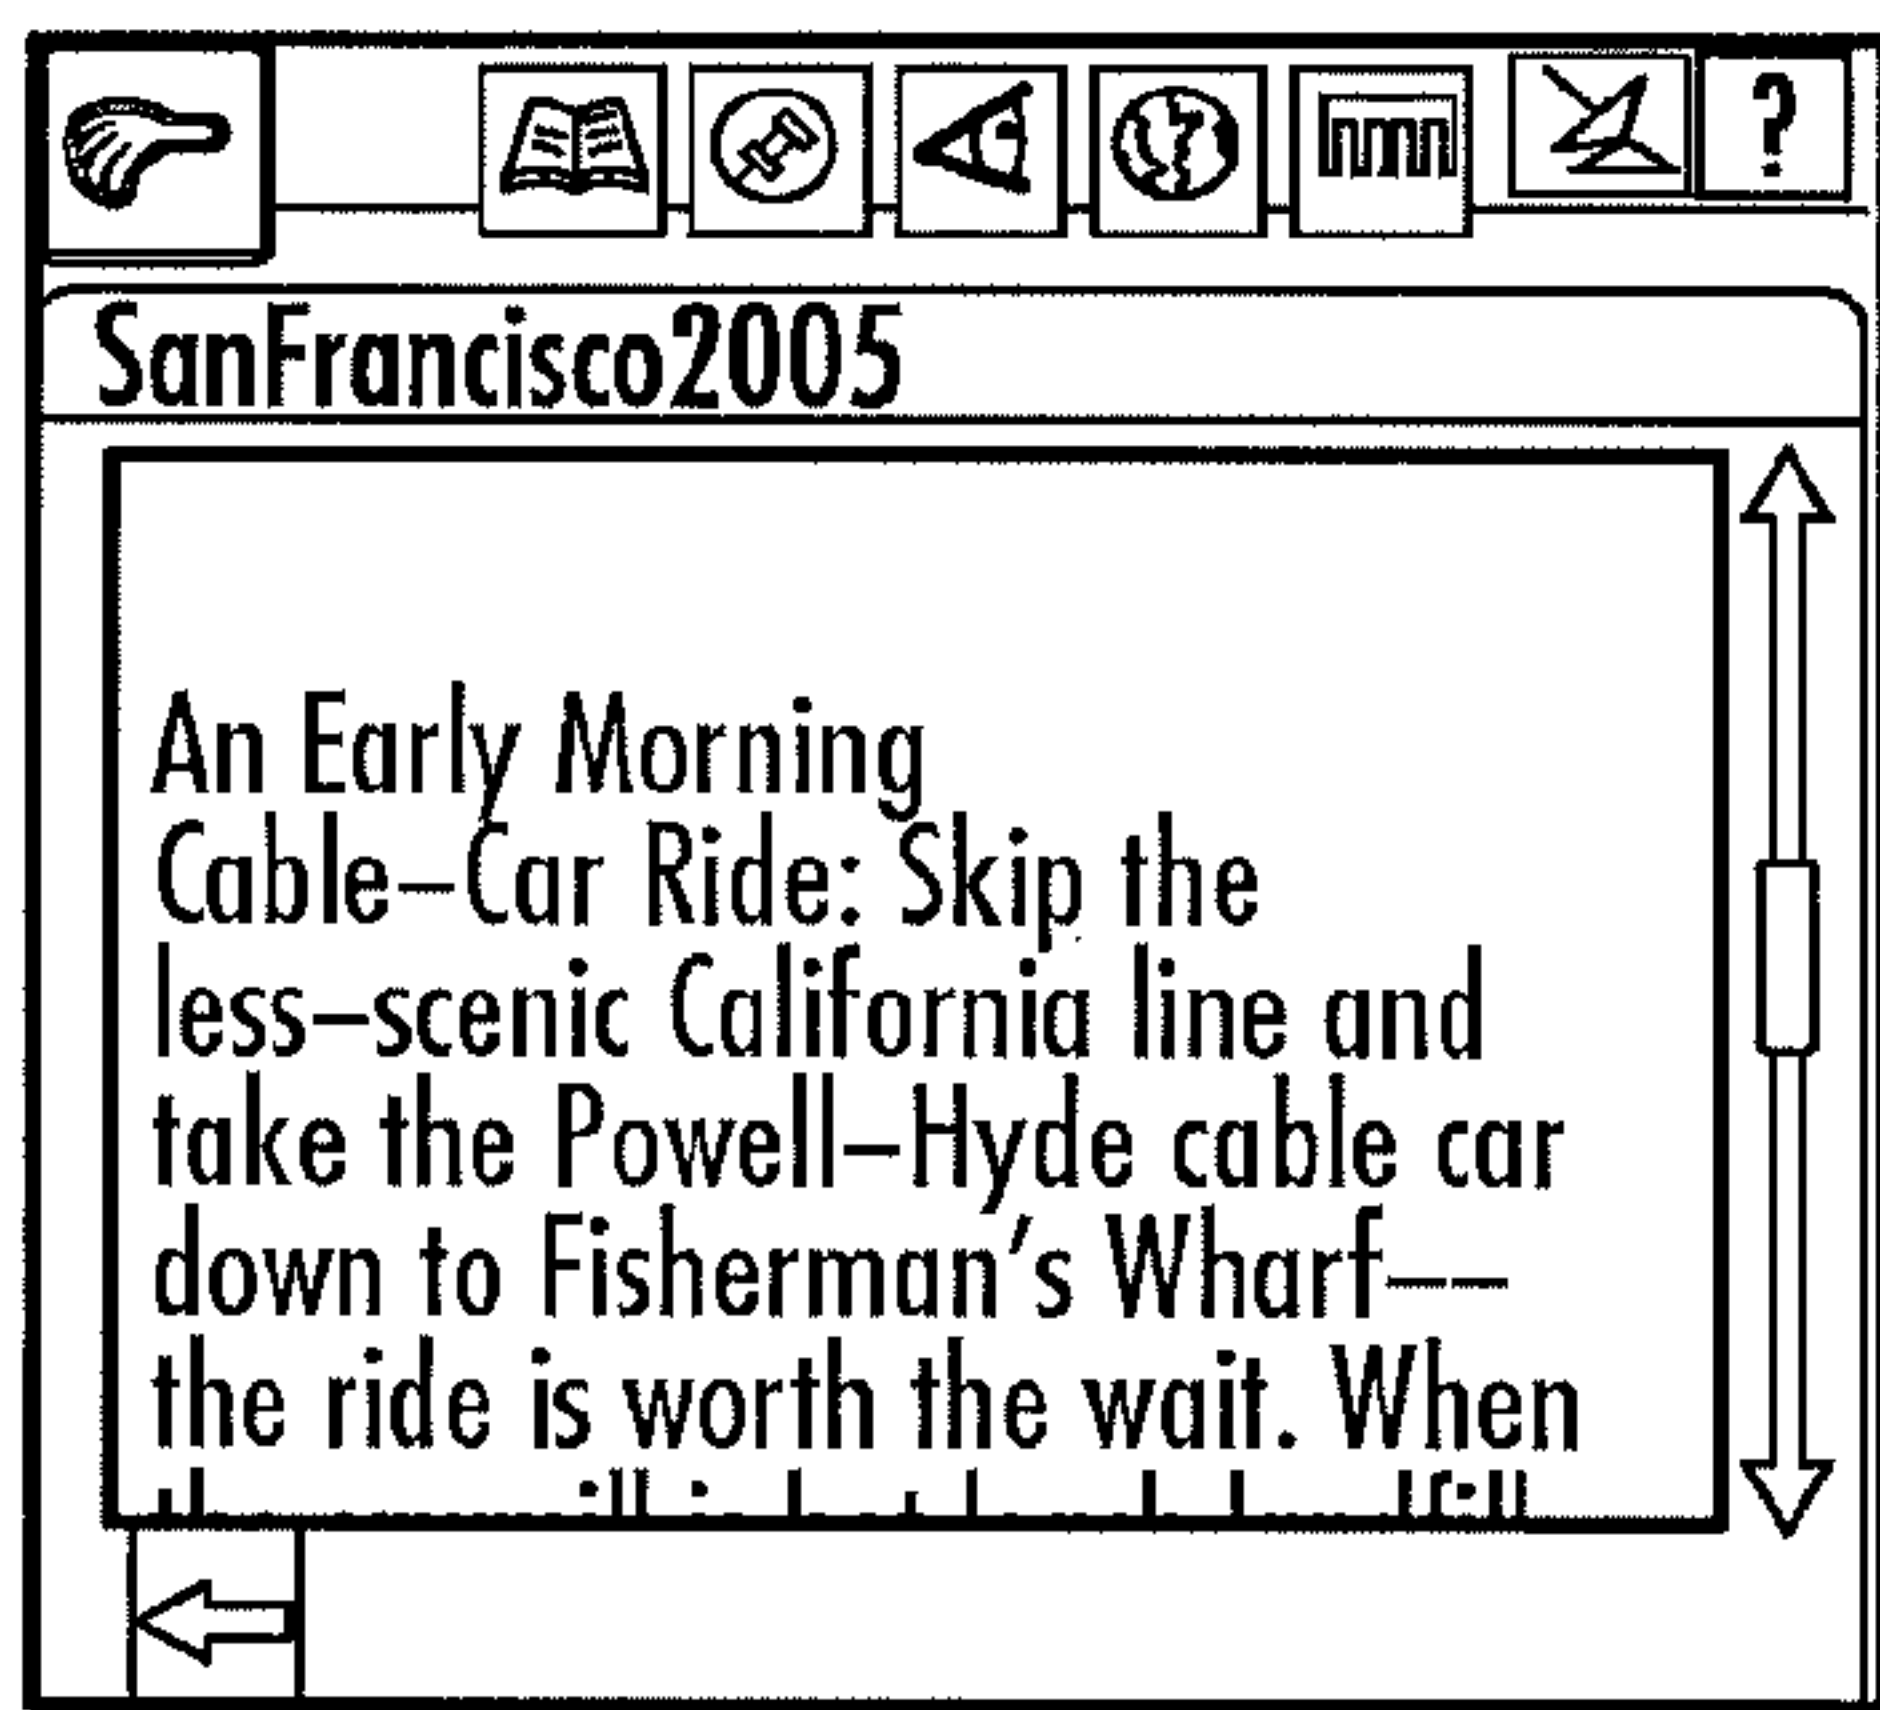 ?
SanFrancisco2005
An Early Morning
Cable–Car Ride: Skip the
less–scenic California line and
take the Powell–Hyde cable car
down to Fisherman's Wharf––
the ride is worth the wait. When